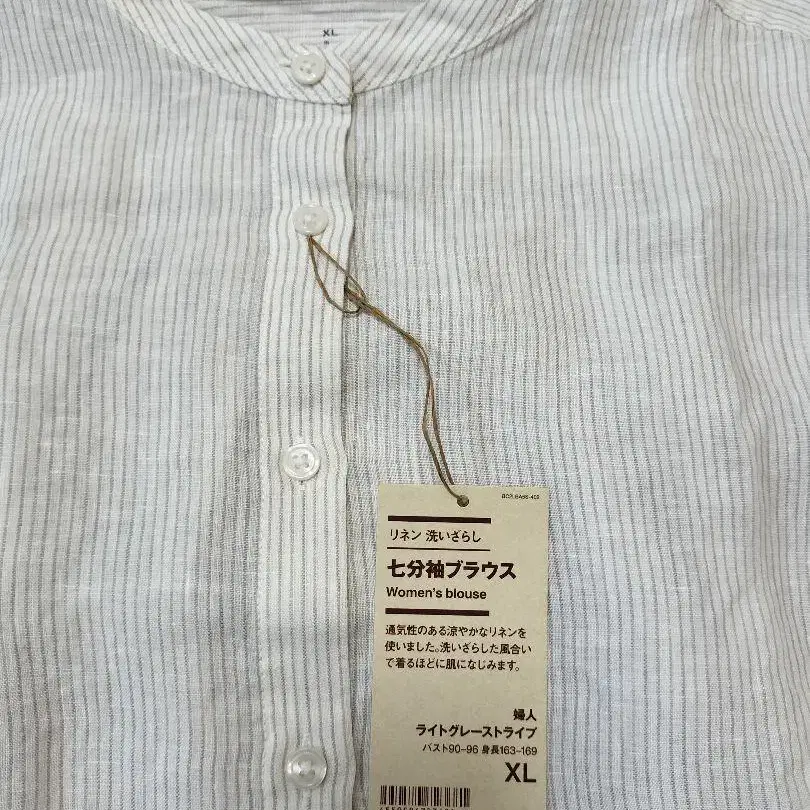 XL
リネン 洗いざらし
七分袖ブラウス
Women's blouse
通気性のある涼やかなリネンを
使いました。洗いざらした風合い
で着るほどに肌になじみます。
婦人
ライトグレーストライプ
バスト90-96 身長163-169
XL